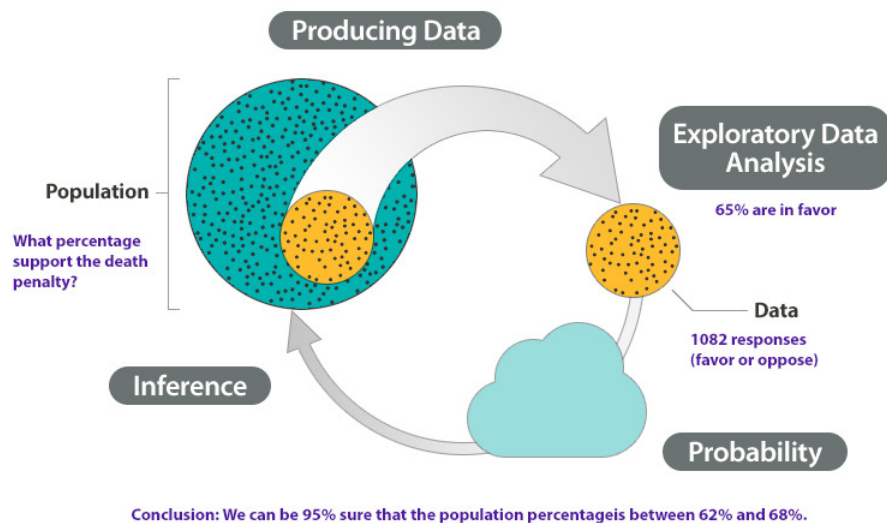 Producing Data
Exploratory Data
Analysis
65% are in favor
Population
What percentage
support the death
penalty?
Data
1082 responses
(favor or oppose)
Inference
Probability
Conclusion: We can be 95% sure that the population percentageis between 62% and 68%.